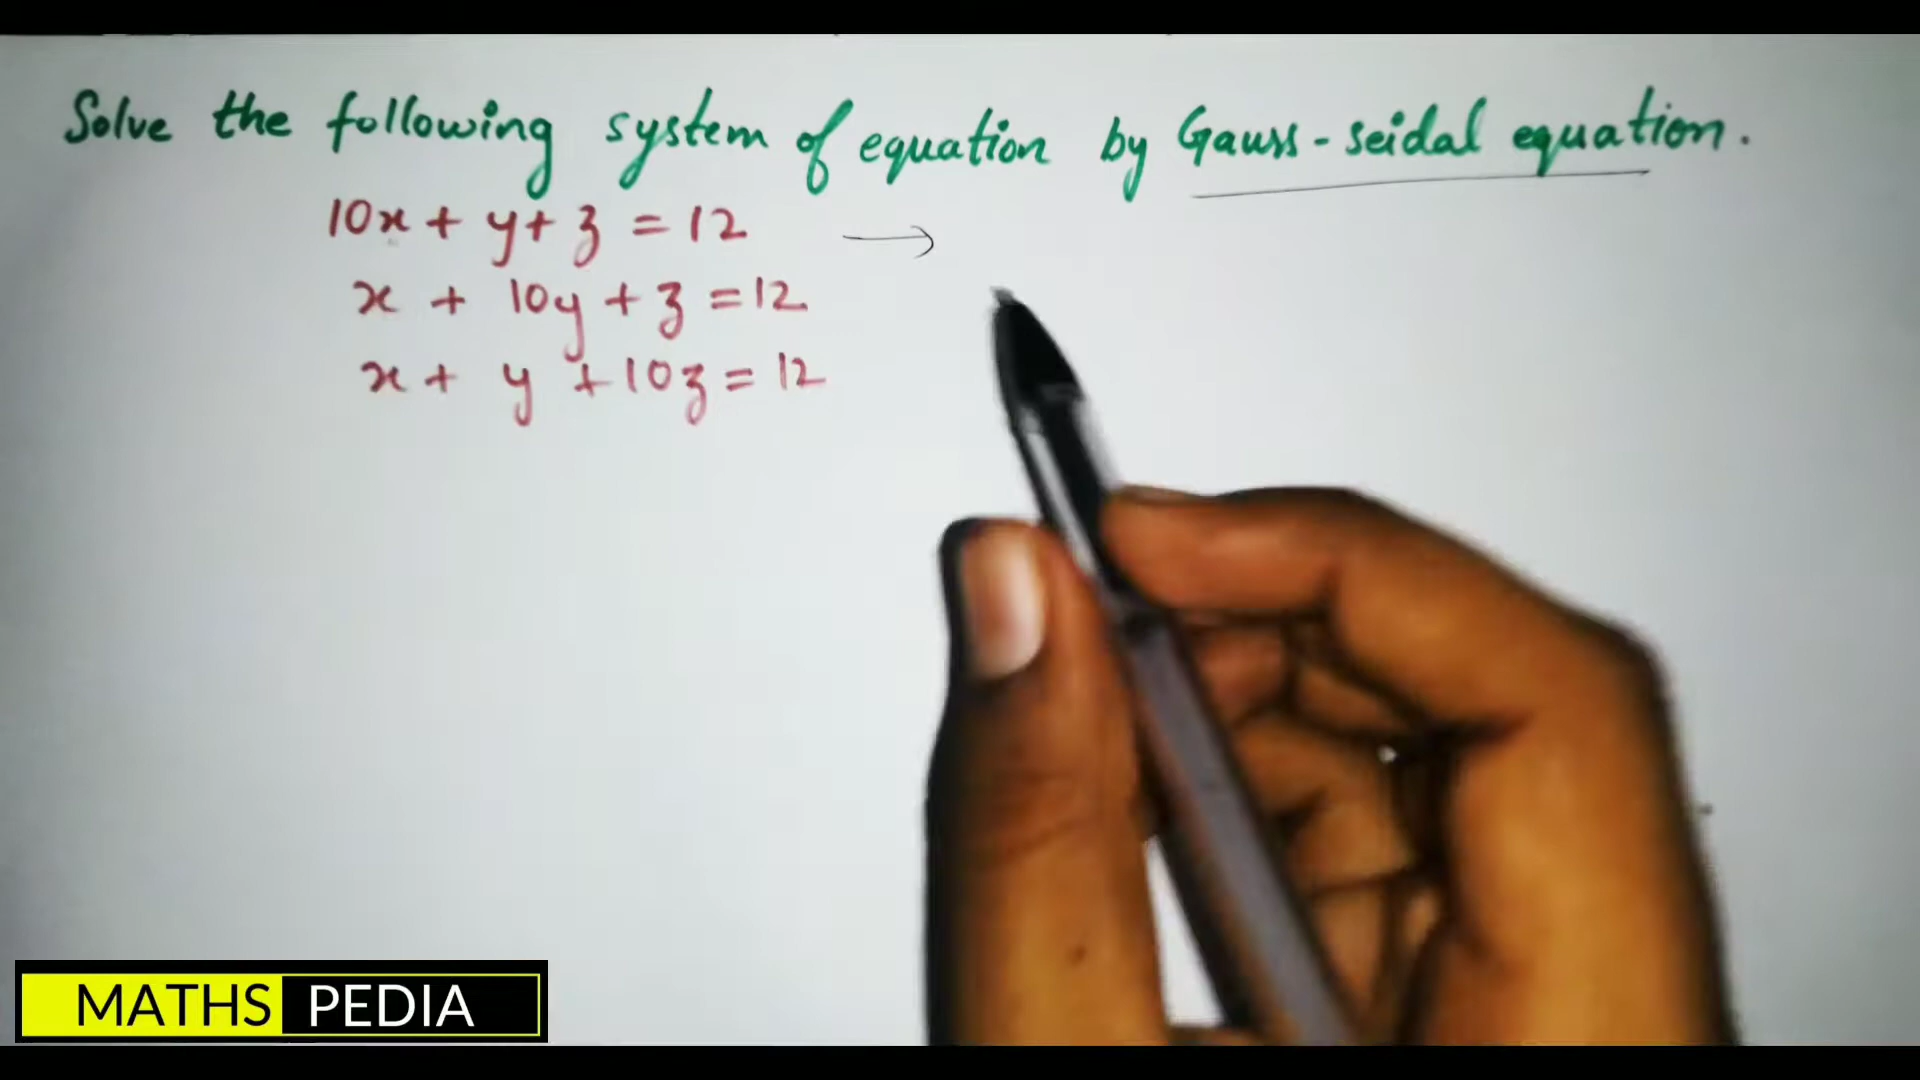 Solve the following system of equation by Gauss-seidal equation.
10x + y + z = 12 →
x + 10y + z = 12
x + y + 10z = 12
MATHS PEDIA